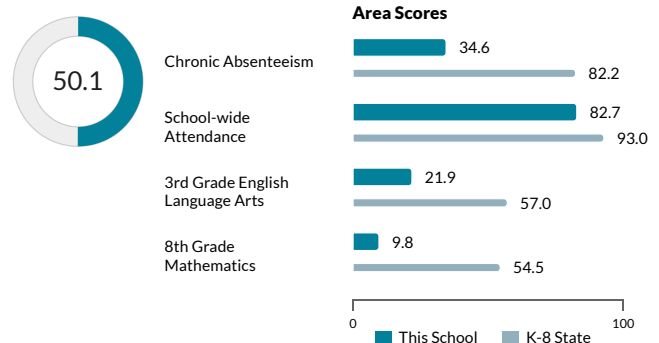 Area Scores
50.1
Chronic Absenteeism
34.6
82.2
School-wide
Attendance
82.7
93.0
3rd Grade English
Language Arts
21.9
57.0
8th Grade
Mathematics
9.8
54.5
0 100
This School K-8 State